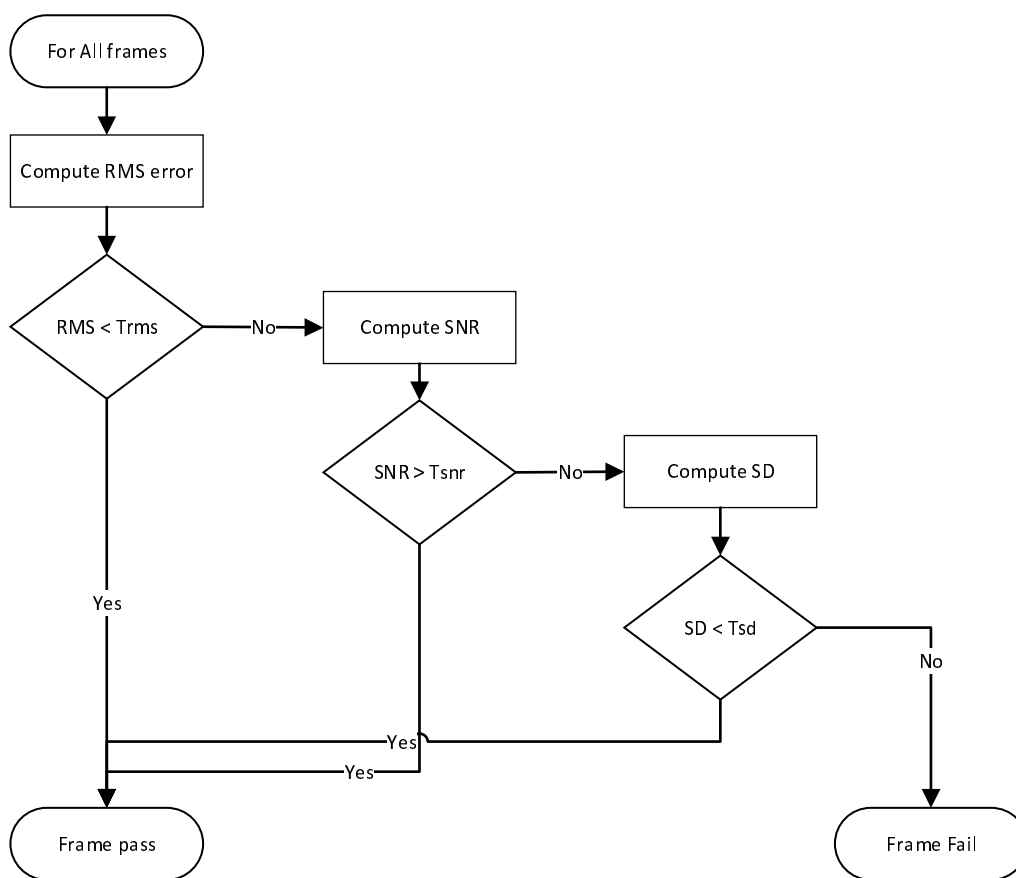 For All frames
Compute RMS error
RMS < Trms
No
Compute SNR
SNR > Tsnr
No
Compute SD
Yes
SD < Tsd
No
Yes
Yes
Frame pass
Frame Fail